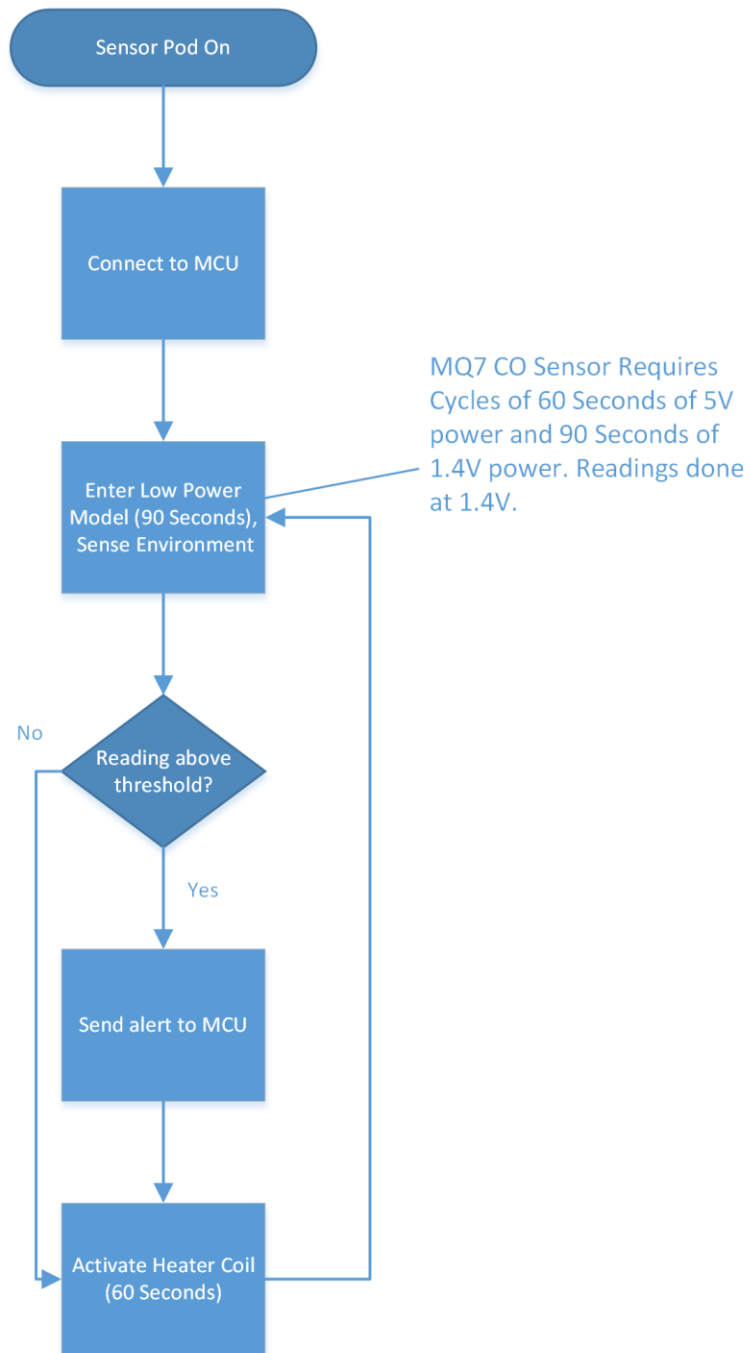 Sensor Pod On
Connect to MCU
MQ7 CO Sensor Requires
Cycles of 60 Seconds of 5V
power and 90 Seconds of
1.4V power. Readings done
at 1.4V.
Enter Low Power
Model (90 Seconds),
Sense Environment
No
Reading above
threshold?
Yes
Send alert to MCU
Activate Heater Coil
(60 Seconds)